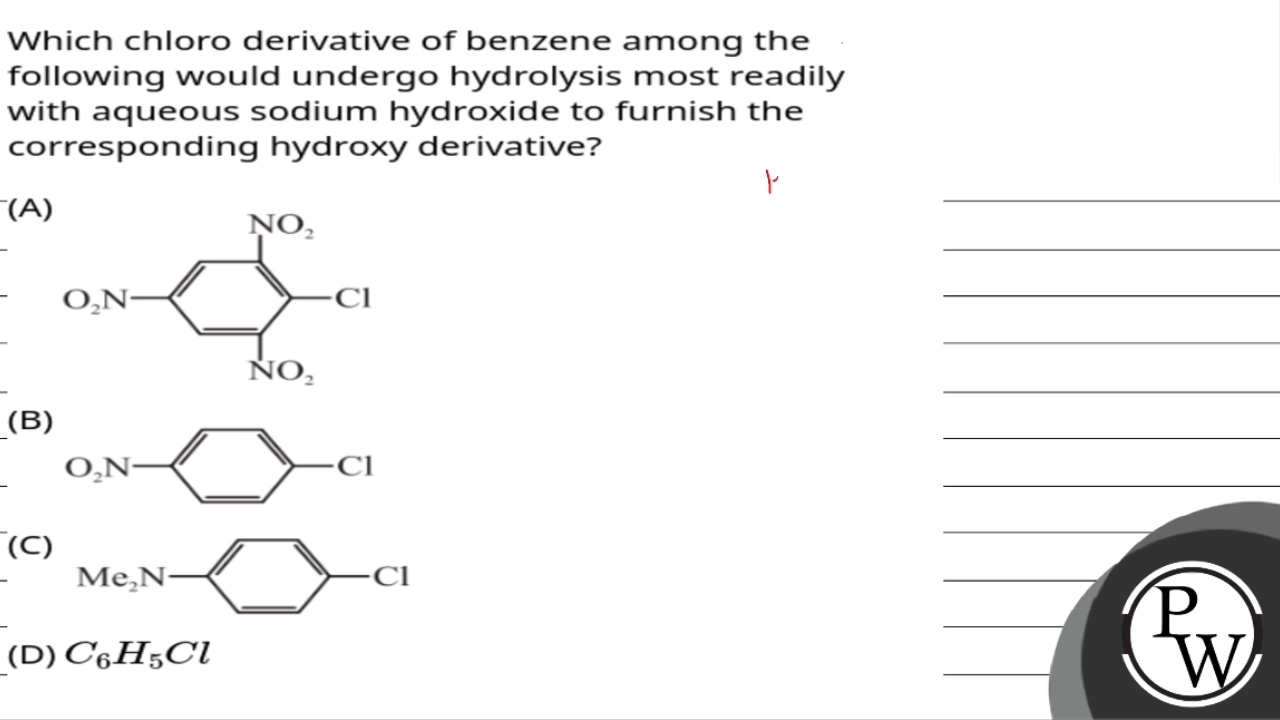 Which chloro derivative of benzene among the
following would undergo hydrolysis most readily
with aqueous sodium hydroxide to furnish the
corresponding hydroxy derivative?
(A)
NO₂
O₂N
Cl
NO₂
(B)
O₂N
Cl
(C)
Me₂N
Cl
(D) C₆H₅Cl
P
W